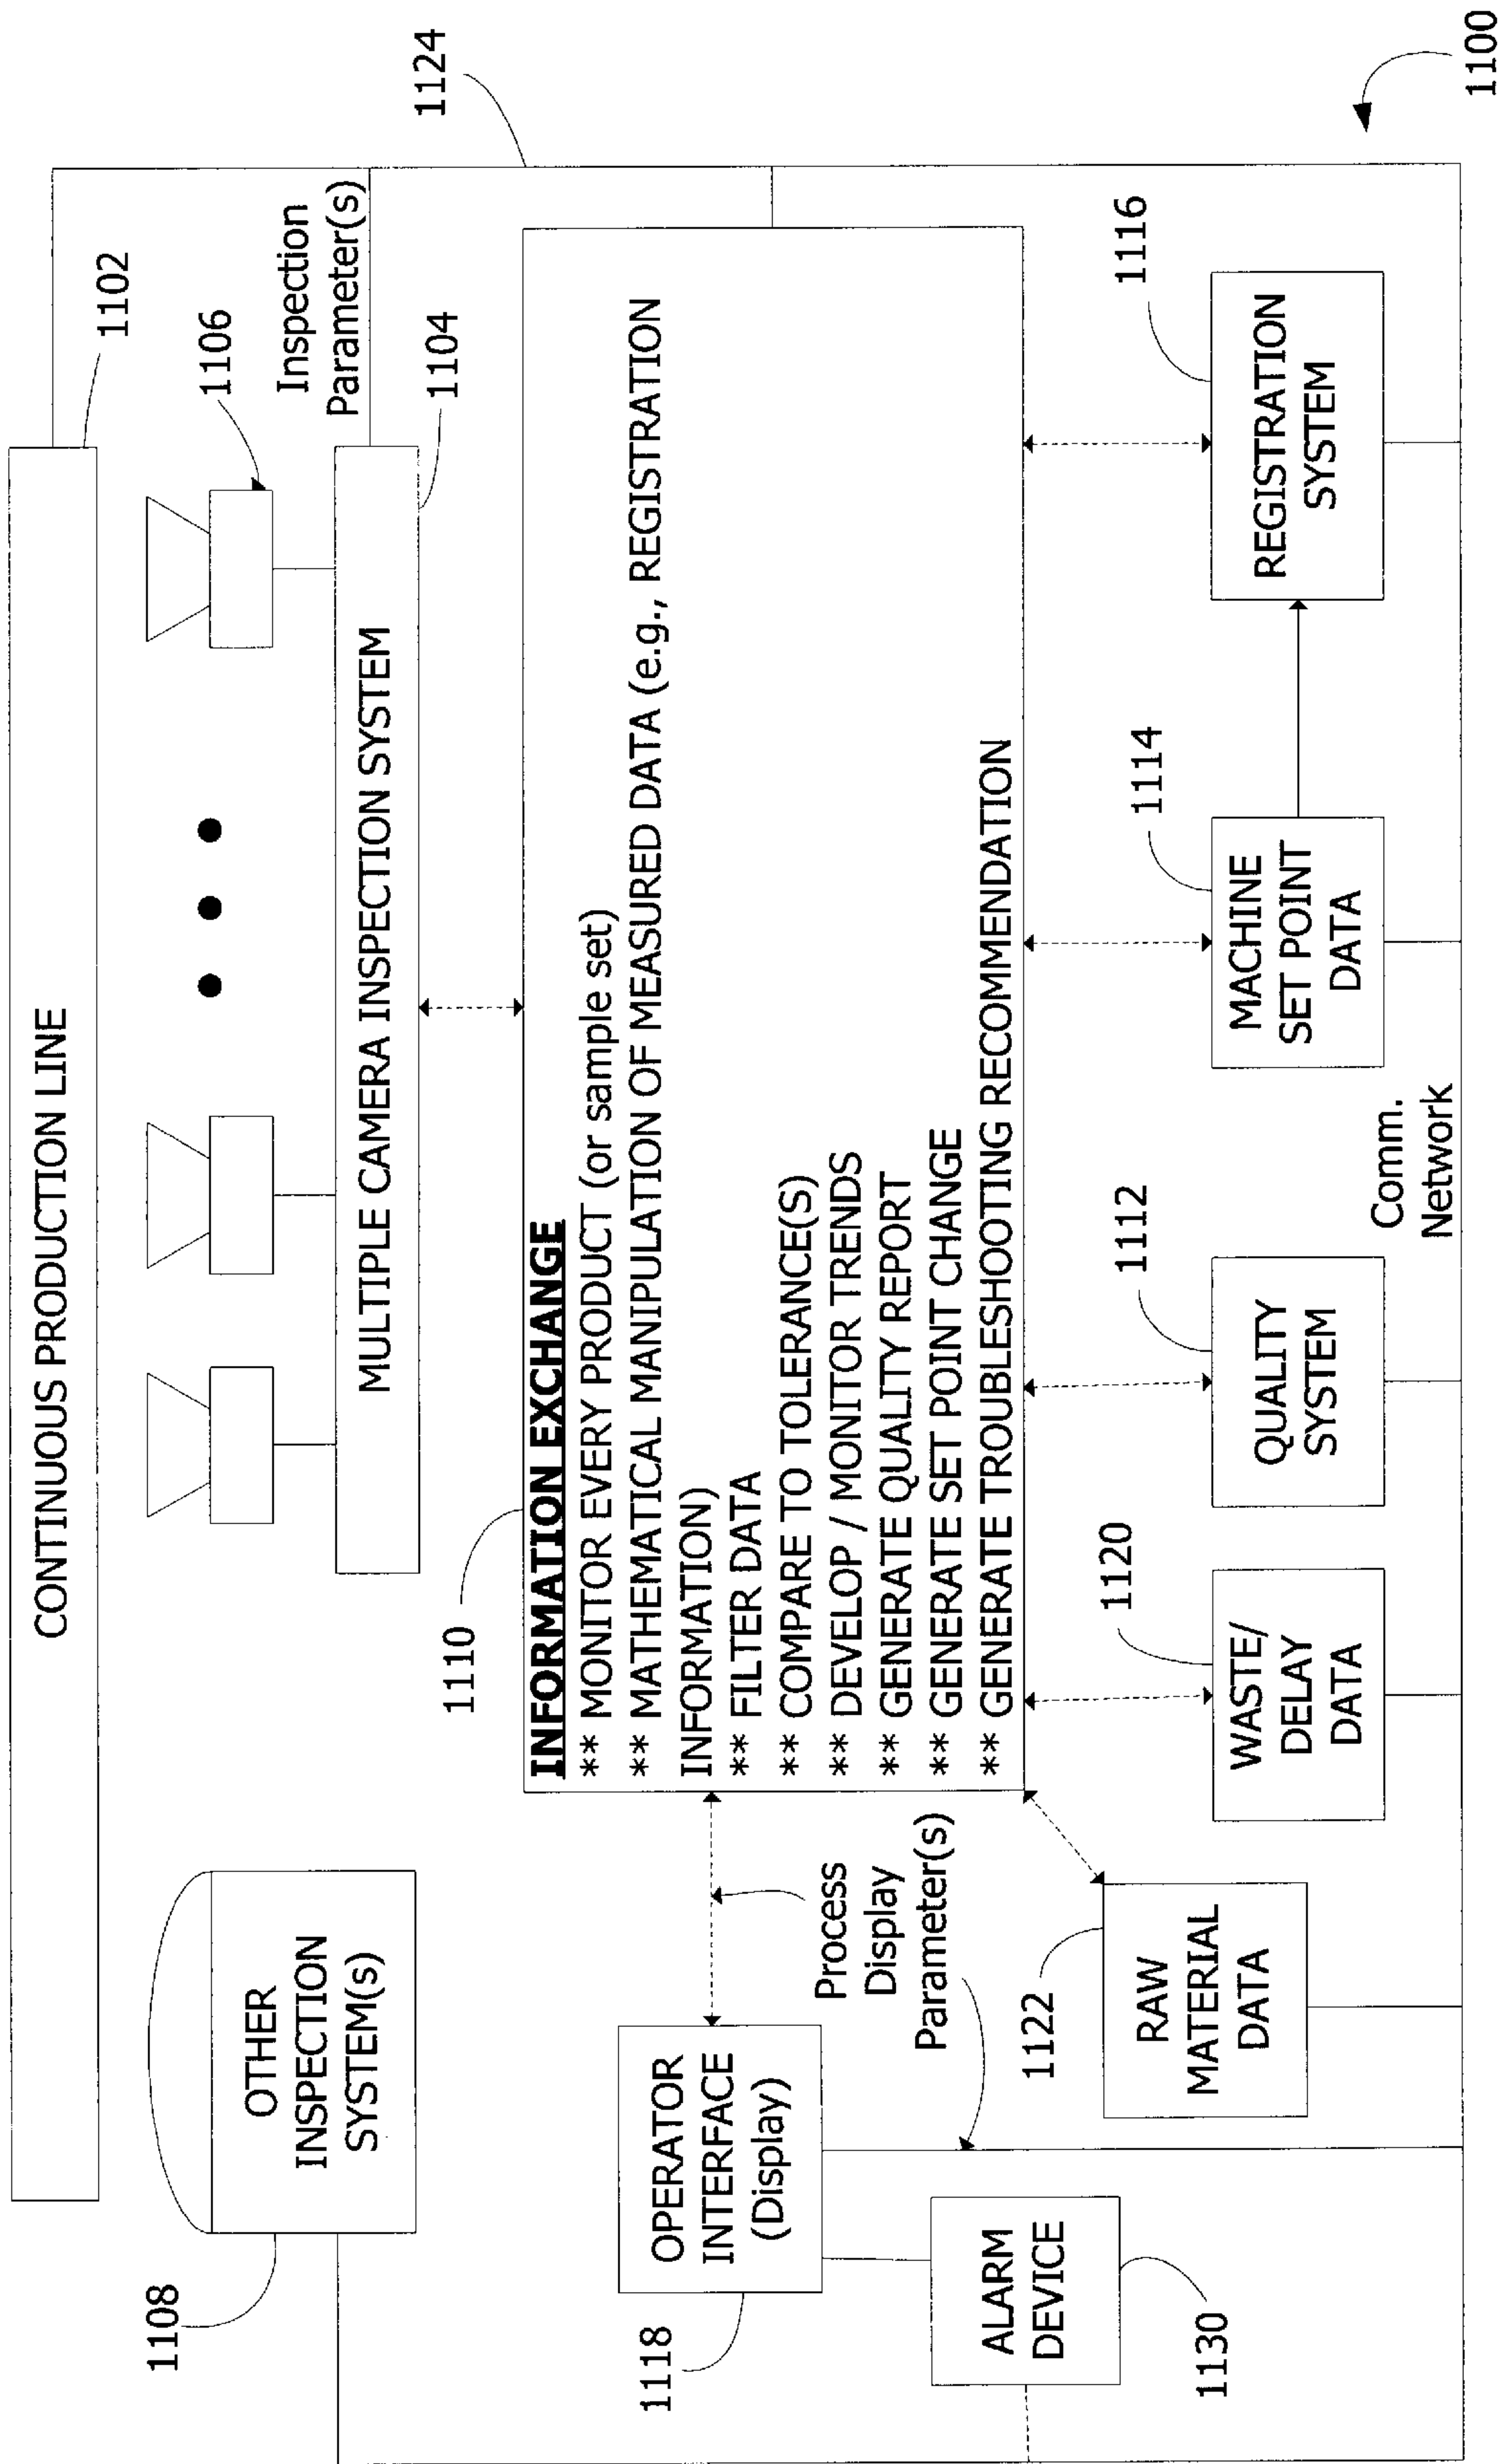 CONTINUOUS PRODUCTION LINE
1102
1106
Inspection
Parameter(s)
1124
MULTIPLE CAMERA INSPECTION SYSTEM
1104
OTHER
INSPECTION
SYSTEM(s)
1108
1110
INFORMATION EXCHANGE
** MONITOR EVERY PRODUCT (or sample set)
** MATHEMATICAL MANIPULATION OF MEASURED DATA (e.g., REGISTRATION
INFORMATION)
** FILTER DATA
** COMPARE TO TOLERANCE(S)
** DEVELOP / MONITOR TRENDS
** GENERATE QUALITY REPORT
** GENERATE SET POINT CHANGE
** GENERATE TROUBLESHOOTING RECOMMENDATION
OPERATOR
INTERFACE
(Display)
1118
Process
Display
Parameter(s)
ALARM
DEVICE
1130
1122
RAW
MATERIAL
DATA
1120
WASTE/
DELAY
DATA
1112
QUALITY
SYSTEM
Comm.
Network
1114
MACHINE
SET POINT
DATA
1116
REGISTRATION
SYSTEM
1100